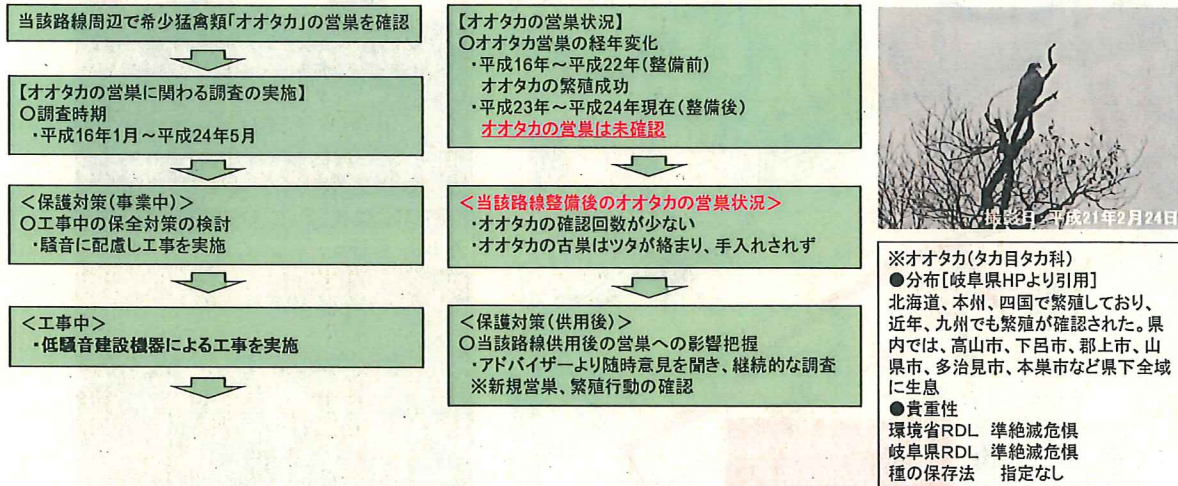 当該路線周辺で希少猛禽類「オオタカ」の営巣を確認
【オオタカの営巣に関わる調査の実施】
〇調査時期
・平成16年1月～平成24年5月
＜保護対策(事業中)＞
〇工事中の保全対策の検討
・騒音に配慮し工事を実施
＜工事中＞
・低騒音建設機器による工事を実施
【オオタカの営巣状況】
〇オオタカ営巣の経年変化
・平成16年～平成22年(整備前)
オオタカの繁殖成功
・平成23年～平成24年現在(整備後)
オオタカの営巣は未確認
＜当該路線整備後のオオタカの営巣状況＞
・オオタカの確認回数が少ない
・オオタカの古巣はツタが絡まり、手入れされず
＜保護対策(供用後)＞
〇当該路線供用後の営巣への影響把握
・アドバイザーより随時意見を聞き、継続的な調査
※新規営巣、繁殖行動の確認
撮影日：平成21年2月24日
※オオタカ(タカ目タカ科)
●分布[岐阜県HPより引用]
北海道、本州、四国で繁殖しており、
近年、九州でも繁殖が確認された。県
内では、高山市、下呂市、郡上市、山
県市、多治見市、本巣市など県下全域
に生息
●貴重性
環境省RDL 準絶滅危惧
岐阜県RDL 準絶滅危惧
種の保存法 指定なし